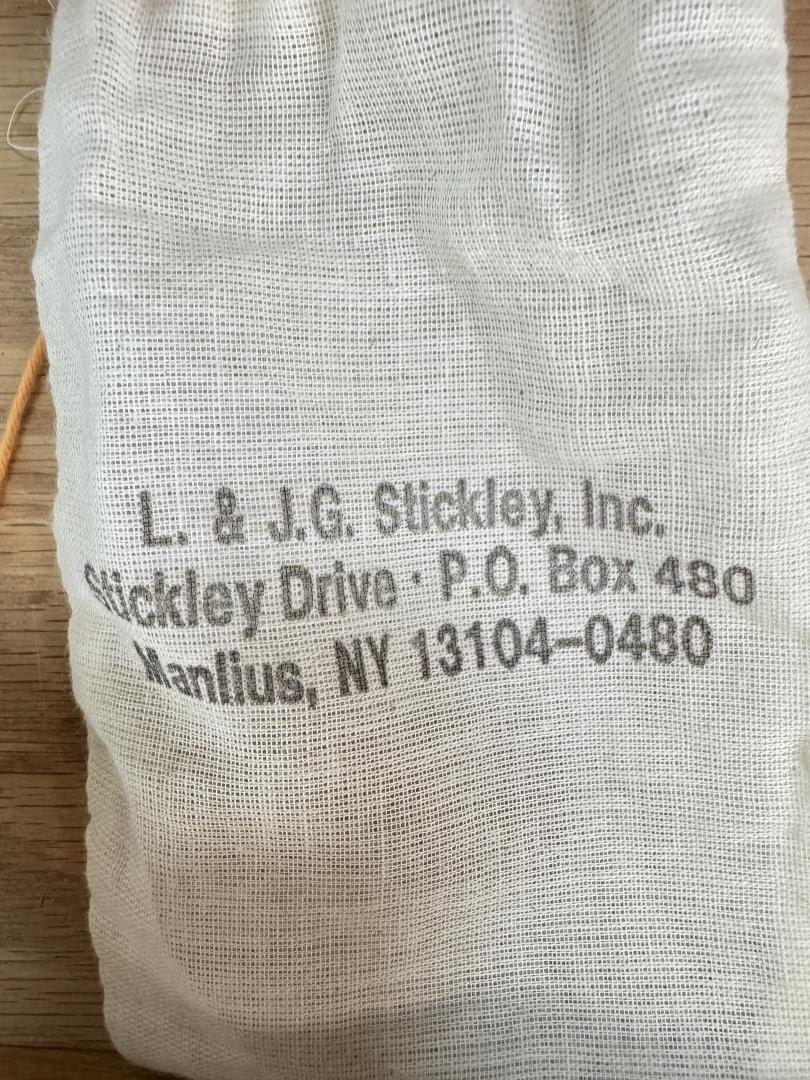 L. & J.G. Stickley, Inc.
Stickley Drive · P.O. Box 480
Manlius, NY 13104-0480